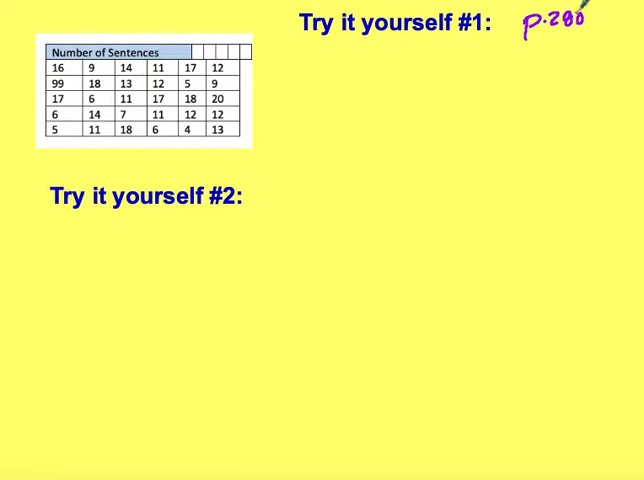 Try it yourself #1: p.280
Number of Sentences
16 9 14 11 17 12
99 18 13 12 5 9
17 6 11 17 18 20
6 14 7 11 12 12
5 11 18 6 4 13
Try it yourself #2: